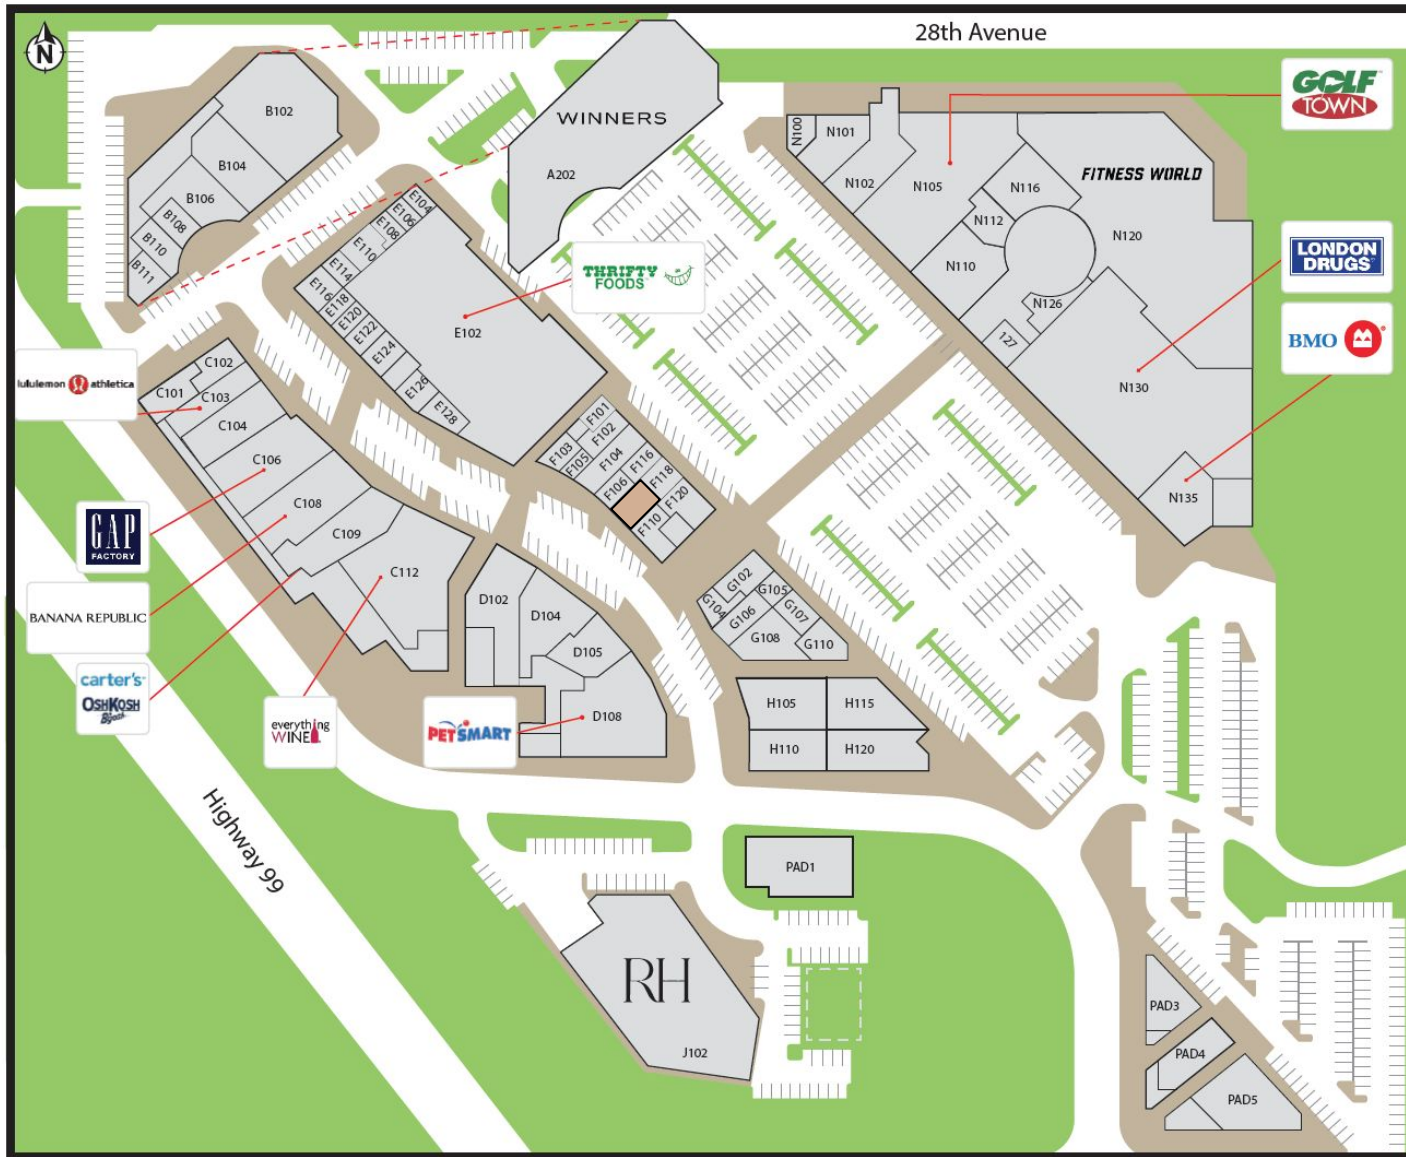 28th Avenue
N
GOLF
TOWN
WINNERS
A202
B102
B104
B106
B108
B110
B111
E104
E106
E108
E110
E114
E116
E118
E120
E122
E124
E126
E128
E102
THRIFTY
FOODS
N100
N101
N102
N105
N116
FITNESS WORLD
N112
N120
N110
N126
127
N130
N135
LONDON
DRUGS
BMO
lululemon athletica
C101
C102
C103
C104
C106
C108
C109
C112
GAP
FACTORY
BANANA REPUBLIC
carter's
OSHKOSH
B'gosh
everything
WINE
PETSMART
F101
F102
F103
F105
F104
F116
F106
F118
F120
F110
D102
D104
D105
D108
G102
G104
G105
G106
G107
G108
G110
H105
H115
H110
H120
Highway 99
PAD1
RH
J102
PAD3
PAD4
PAD5